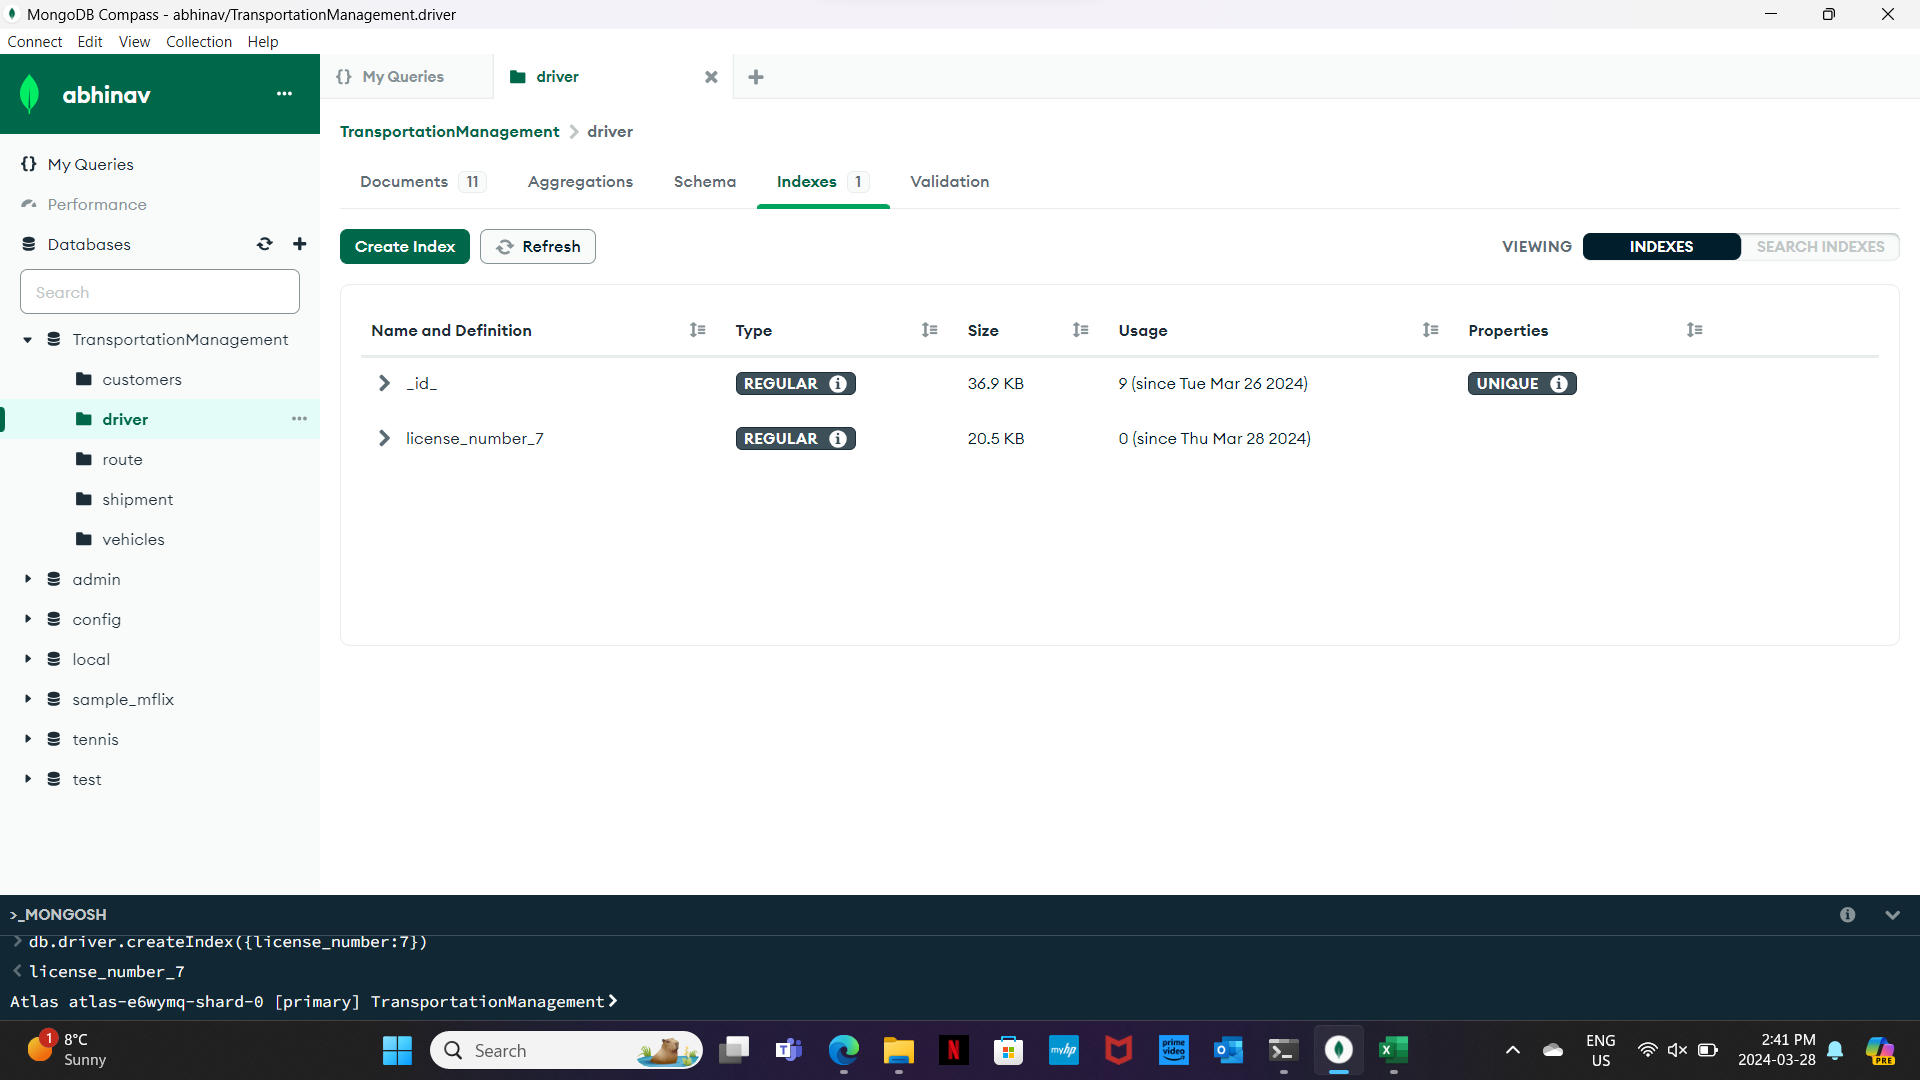 MongoDB Compass - abhinav/TransportationManagement.driver
Connect Edit View Collection Help
abhinav
My Queries
Performance
Databases
Search
TransportationManagement
customers
driver
route
shipment
vehicles
admin
config
local
sample_mflix
tennis
test
{} My Queries
driver
TransportationManagement > driver
Documents 11 Aggregations Schema Indexes 1 Validation
Create Index Refresh VIEWING INDEXES SEARCH INDEXES
Name and Definition Type Size Usage Properties
_id_ REGULAR 36.9 KB 9 (since Tue Mar 26 2024) UNIQUE
license_number_7 REGULAR 20.5 KB 0 (since Thu Mar 28 2024)
>_MONGOSH
> db.driver.createIndex({license_number:7})
< license_number_7
Atlas atlas-e6wymq-shard-0 [primary] TransportationManagement>
1 8°C
Sunny
Search
T
N
myhp
prime video
X
ENG
US
2:41 PM
2024-03-28
PRE